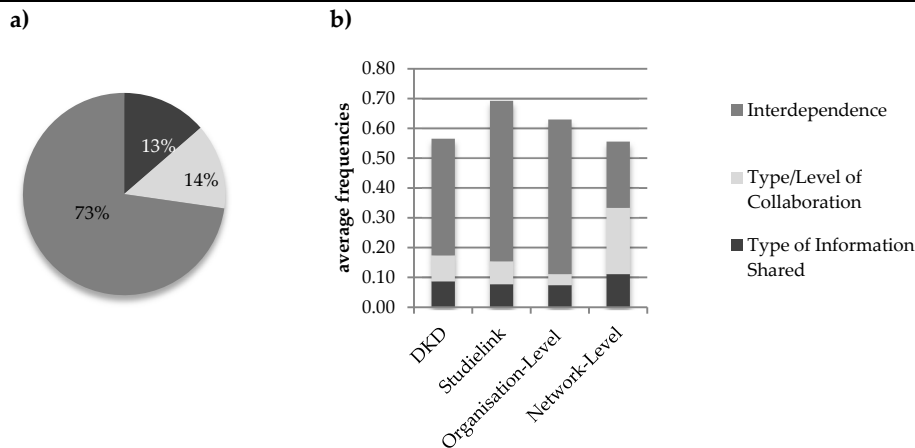 a)
b)
13%
14%
73%
average frequencies
0.80
0.70
0.60
0.50
0.40
0.30
0.20
0.10
0.00
DKD
Studielink
Organisation-Level
Network-Level
Interdependence
Type/Level of
Collaboration
Type of Information
Shared